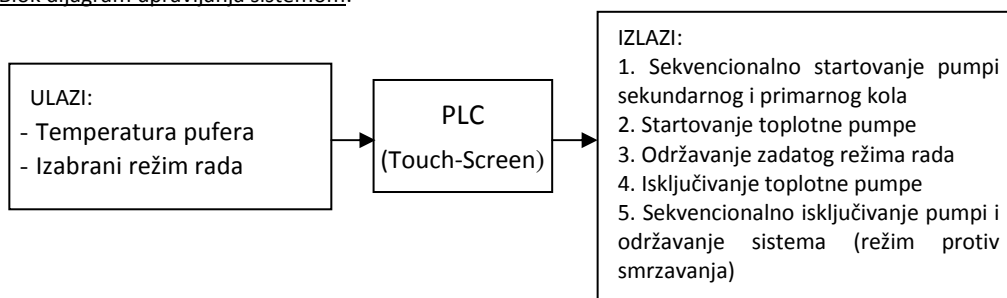 Blok dijagram upravljanja sistemom:
ULAZI:
- Temperatura pufera
- Izabrani režim rada
PLC
(Touch-Screen)
IZLAZI:
1. Sekvencionalno startovanje pumpi
sekundarnog i primarnog kola
2. Startovanje toplotne pumpe
3. Održavanje zadatog režima rada
4. Isključivanje toplotne pumpe
5. Sekvencionalno isključivanje pumpi i
održavanje sistema (režim protiv
smrzavanja)